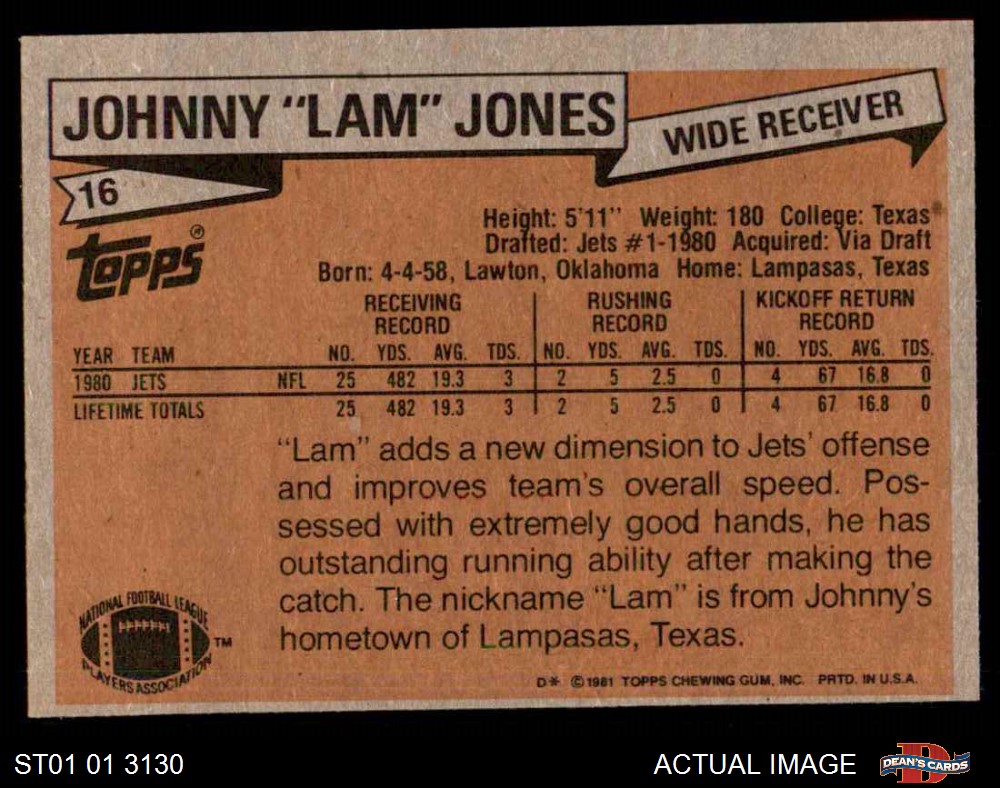 JOHNNY “LAM” JONES
WIDE RECEIVER
16
TOPPS®
Height: 5'11" Weight: 180 College: Texas
Drafted: Jets #1-1980 Acquired: Via Draft
Born: 4-4-58, Lawton, Oklahoma Home: Lampasas, Texas
RECEIVING RUSHING KICKOFF RETURN
RECORD RECORD RECORD
YEAR TEAM NO. YDS. AVG. TDS. NO. YDS. AVG. TDS. NO. YDS. AVG. TDS.
1980 JETS NFL 25 482 19.3 3 2 5 2.5 0 4 67 16.8 0
LIFETIME TOTALS 25 482 19.3 3 2 5 2.5 0 4 67 16.8 0
“Lam” adds a new dimension to Jets’ offense
and improves team’s overall speed. Pos-
sessed with extremely good hands, he has
outstanding running ability after making the
catch. The nickname “Lam” is from Johnny’s
hometown of Lampasas, Texas.
NATIONAL FOOTBALL LEAGUE
PLAYERS ASSOCIATION
TM
D* © 1981 TOPPS CHEWING GUM, INC. PRTD. IN U.S.A.
ST01 01 3130
ACTUAL IMAGE
D
DEAN'S CARDS